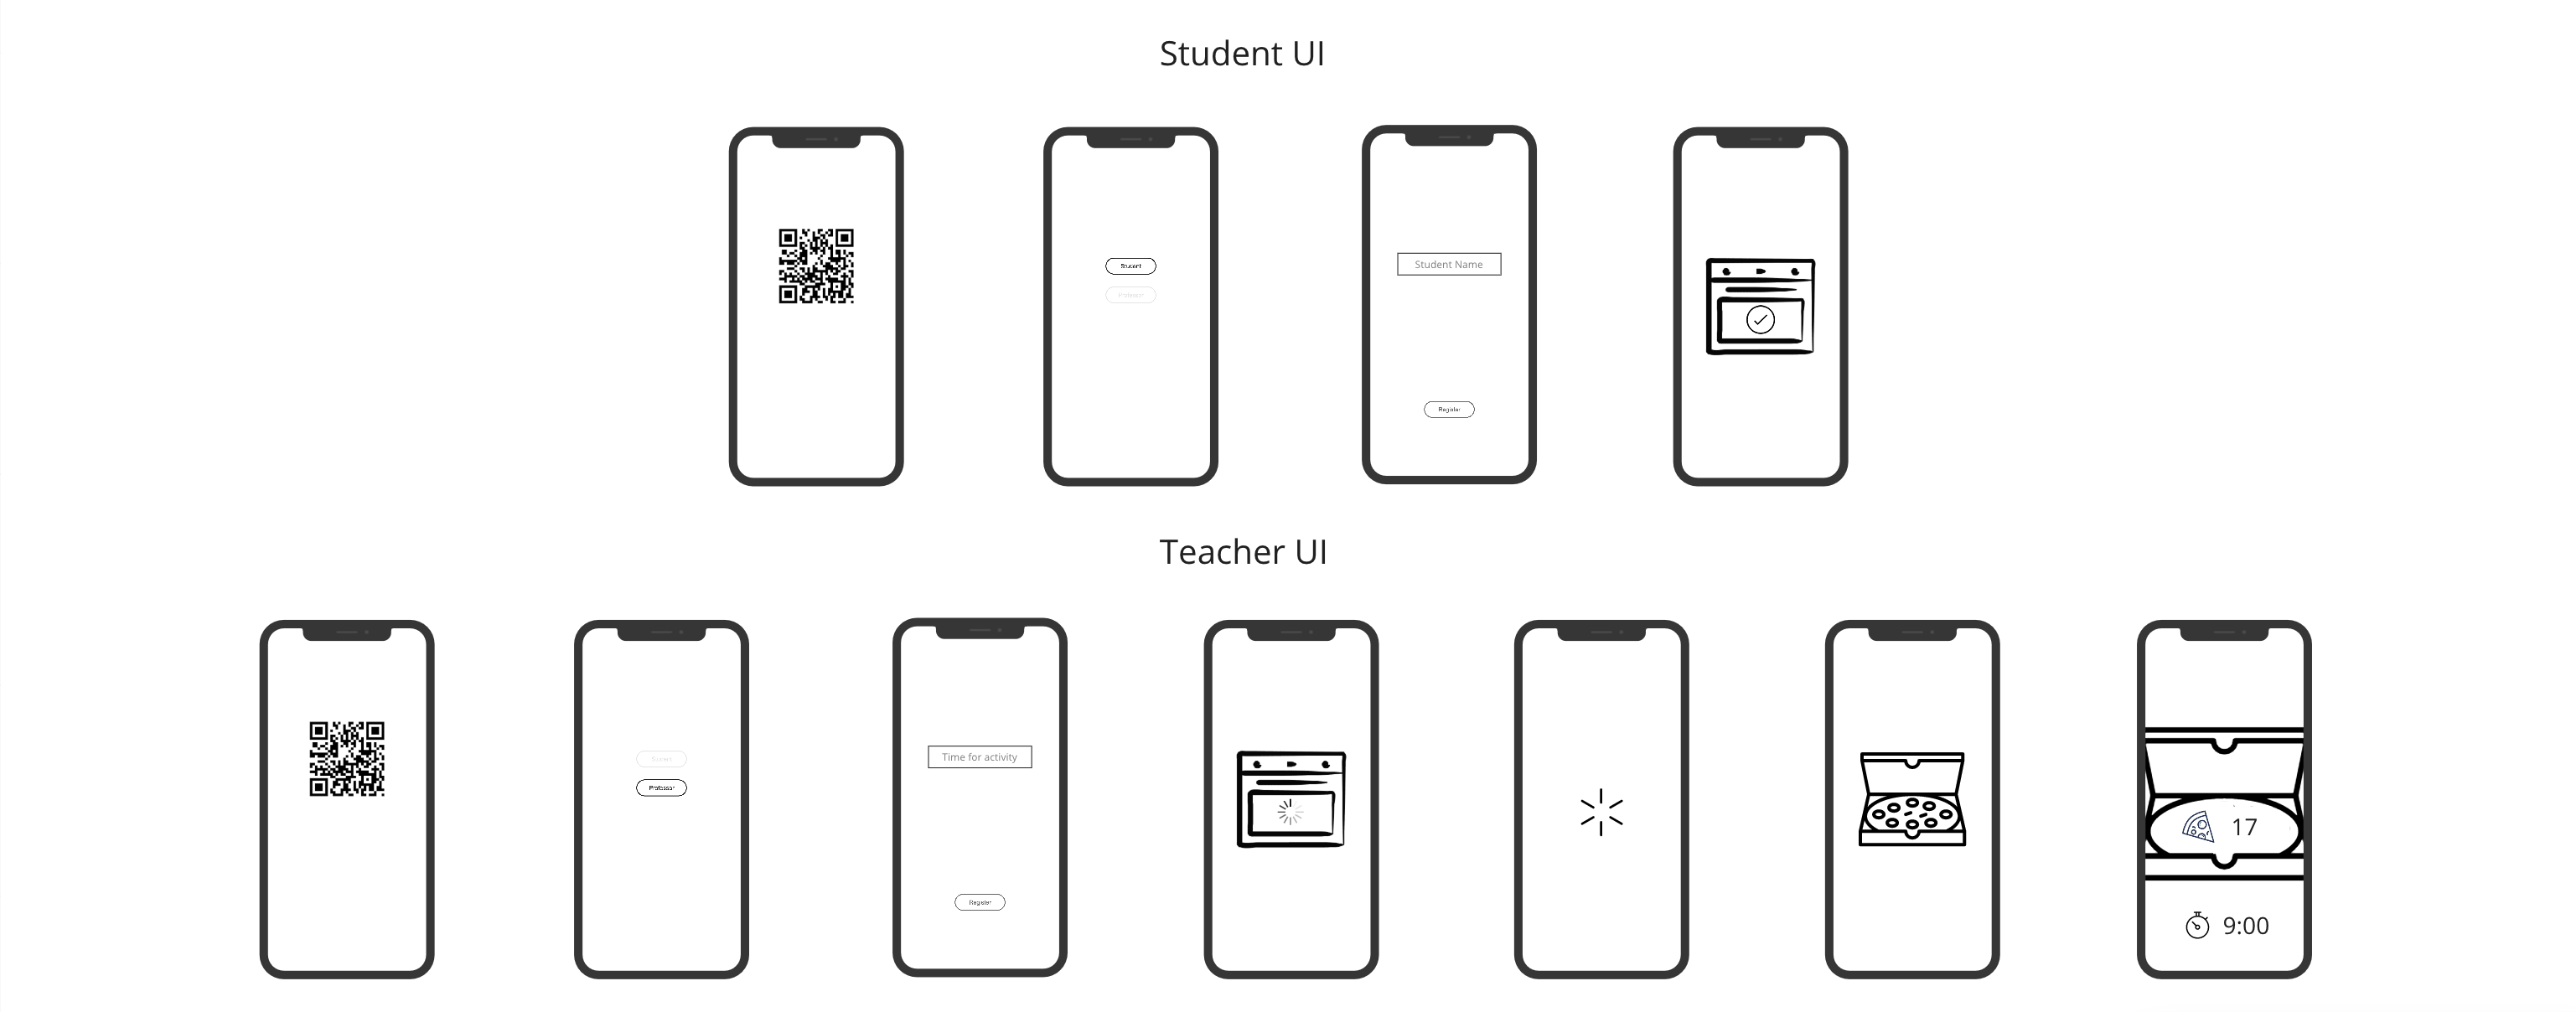 Student UI
Student
Professor
Student Name
Register
Teacher UI
Student
Professor
Time for activity
Register
17
9:00